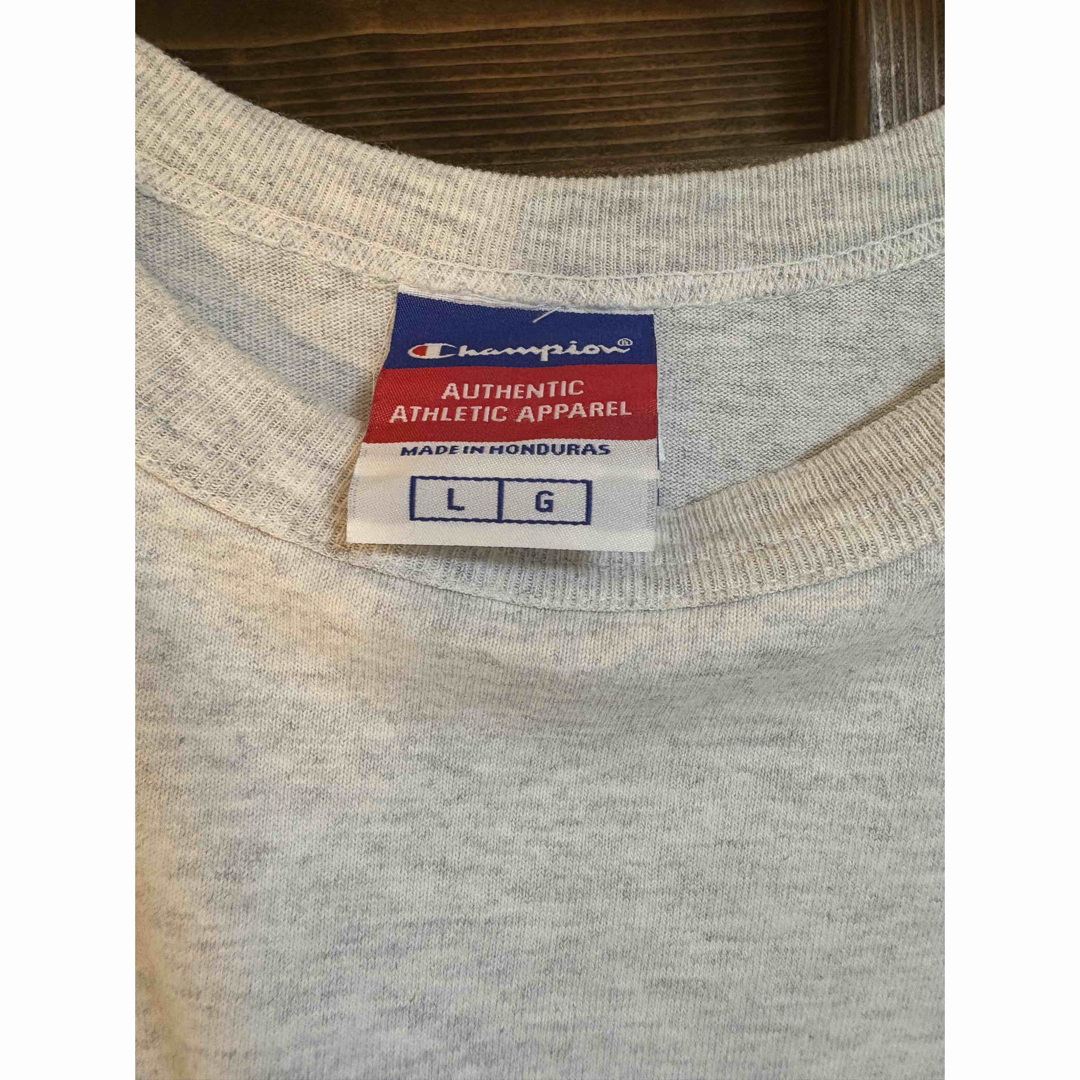 Champion®
AUTHENTIC
ATHLETIC APPAREL
MADE IN HONDURAS
L G